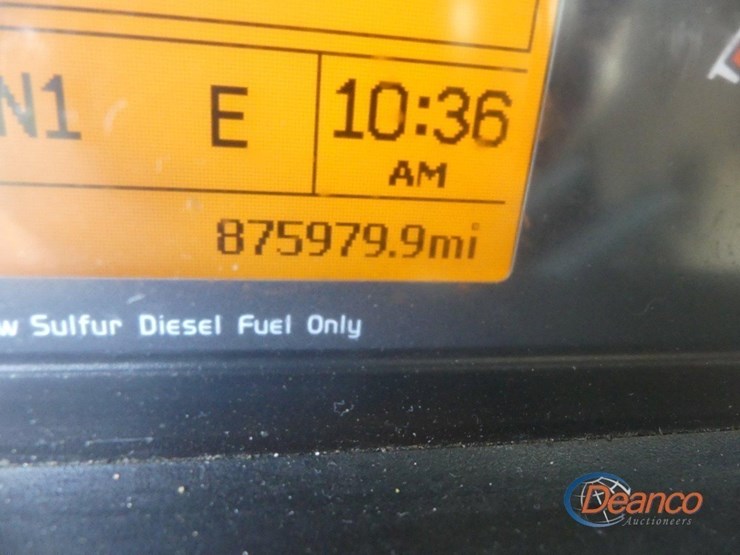 N1 E 10:36
AM
875979.9mi
w Sulfur Diesel Fuel Only
Deanco
Auctioneers